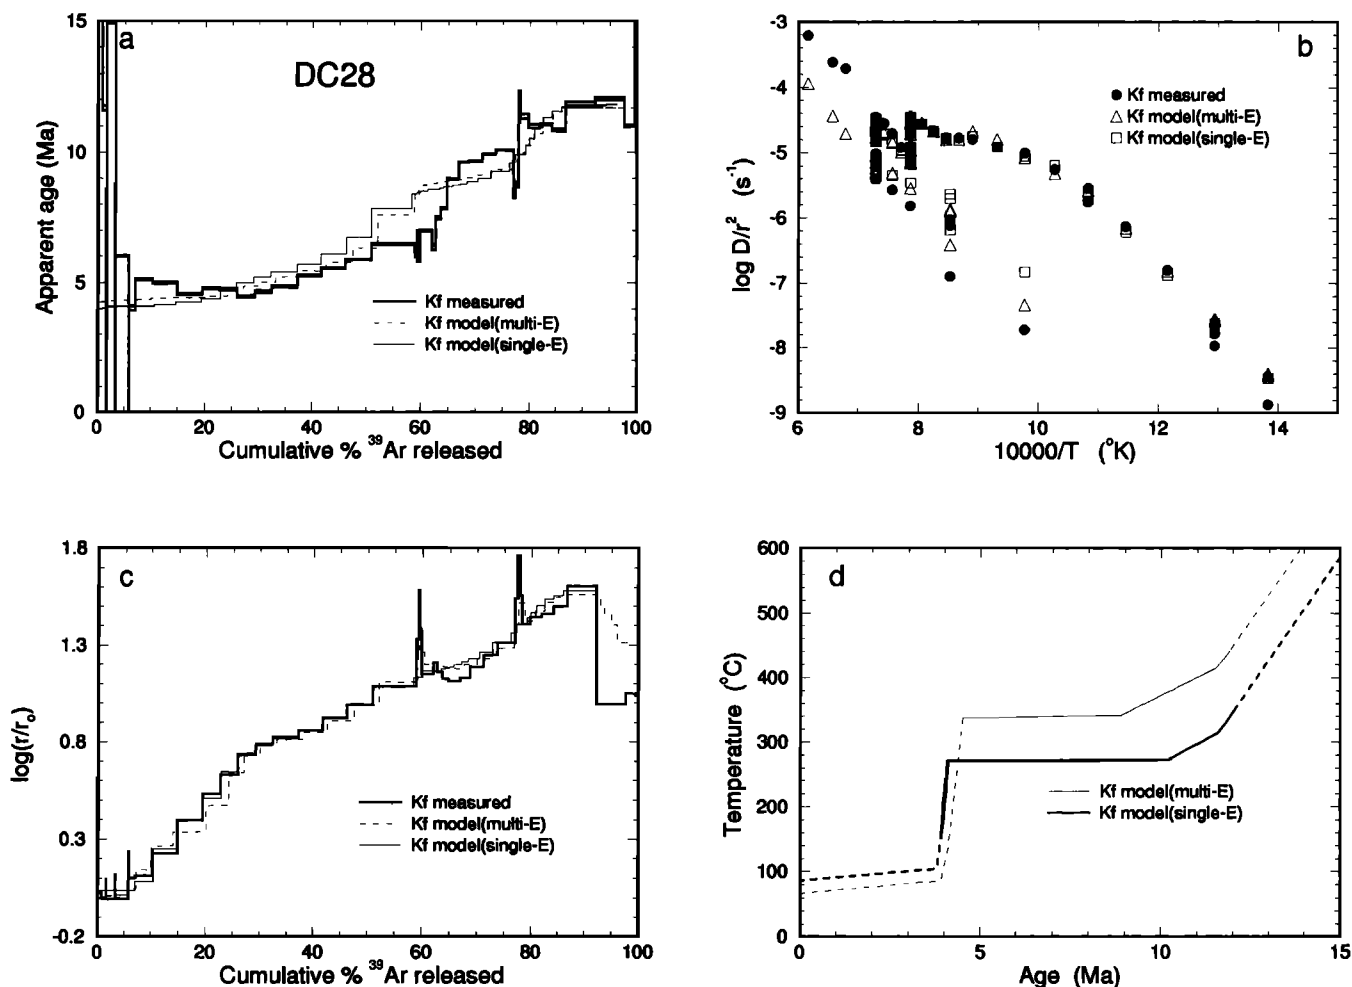 a
DC28
15
10
5
0
Apparent age (Ma)
Kf measured
Kf model(multi-E)
Kf model(single-E)
0 20 40 60 80 100
Cumulative % ³⁹Ar released
b
-3
-4
-5
-6
-7
-8
-9
log D/r² (s⁻¹)
Kf measured
Kf model(multi-E)
Kf model(single-E)
6 8 10 12 14
10000/T (°K)
c
1.8
1.3
0.8
0.3
-0.2
log(r/r₀)
Kf measured
Kf model(multi-E)
Kf model(single-E)
0 20 40 60 80 100
Cumulative % ³⁹Ar released
d
600
500
400
300
200
100
0
Temperature (°C)
Kf model(multi-E)
Kf model(single-E)
0 5 10 15
Age (Ma)